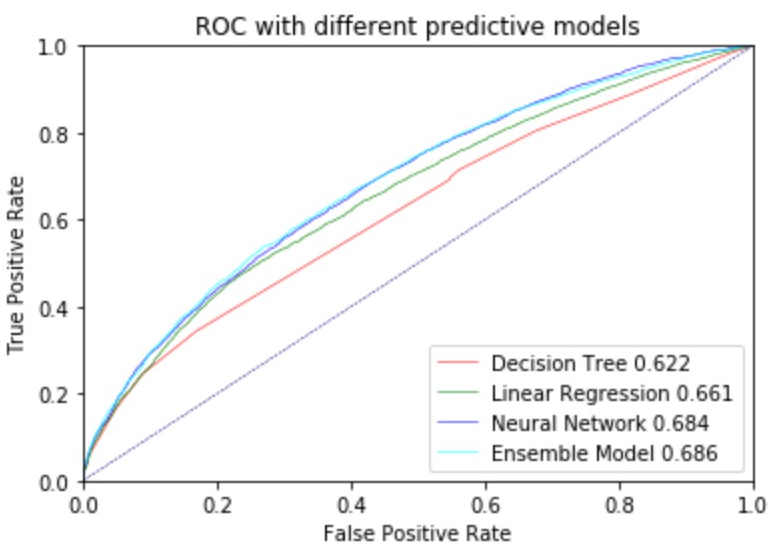 ROC with different predictive models
1.0
0.8
0.6
0.4
0.2
0.0
True Positive Rate
Decision Tree 0.622
Linear Regression 0.661
Neural Network 0.684
Ensemble Model 0.686
0.0 0.2 0.4 0.6 0.8 1.0
False Positive Rate